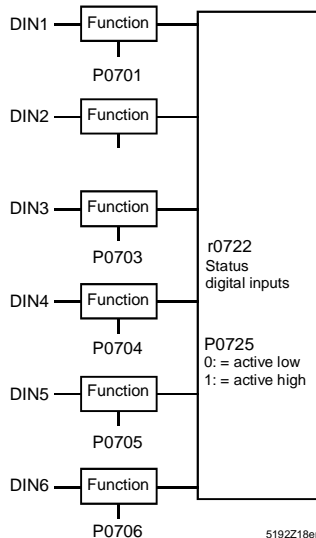 DIN1
Function
P0701
DIN2
Function
DIN3
Function
P0703
DIN4
Function
P0704
DIN5
Function
P0705
DIN6
Function
P0706
r0722
Status
digital inputs
P0725
0: = active low
1: = active high